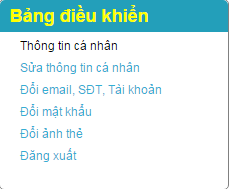 Bảng điều khiển
Thông tin cá nhân
Sửa thông tin cá nhân
Đổi email, SĐT, Tài khoản
Đổi mật khẩu
Đổi ảnh thẻ
Đăng xuất